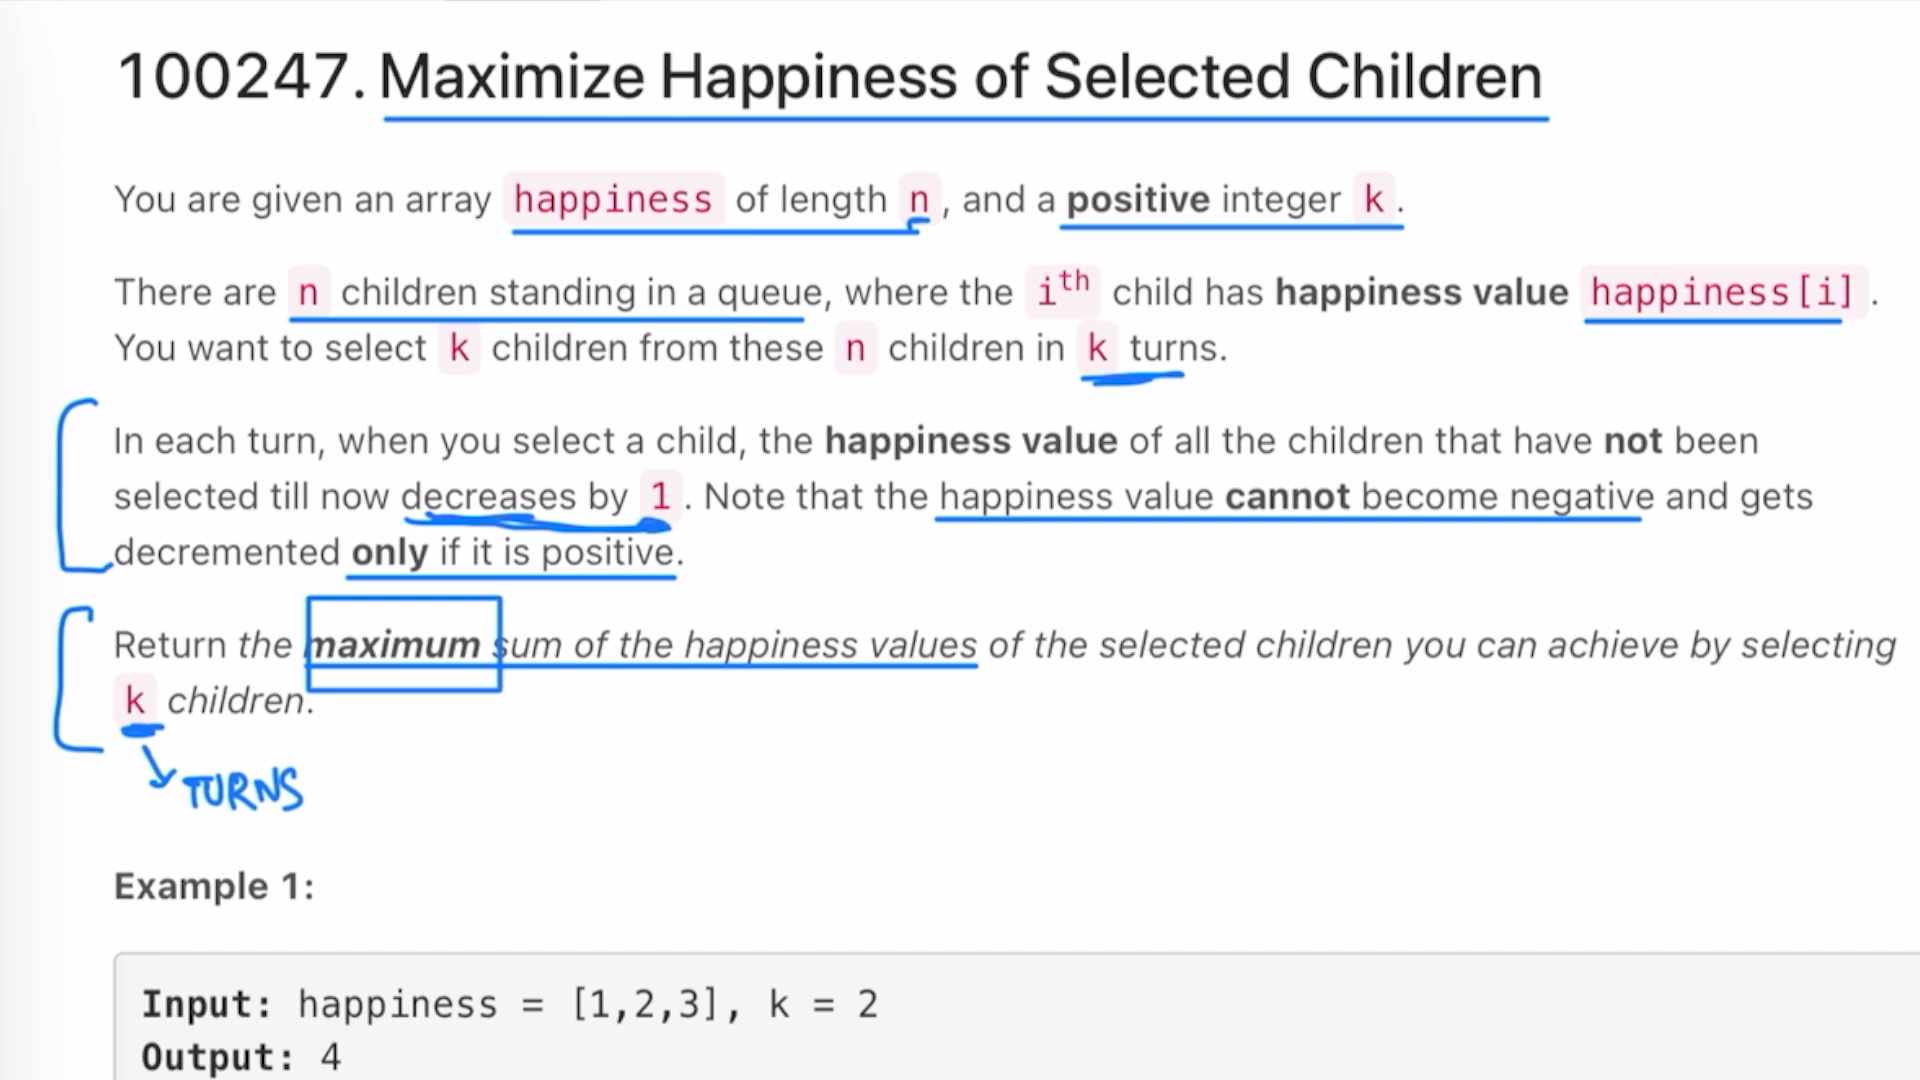 100247. Maximize Happiness of Selected Children
You are given an array happiness of length n, and a positive integer k.
There are n children standing in a queue, where the ith child has happiness value happiness[i].
You want to select k children from these n children in k turns.
In each turn, when you select a child, the happiness value of all the children that have not been
selected till now decreases by 1. Note that the happiness value cannot become negative and gets
decremented only if it is positive.
Return the maximum sum of the happiness values of the selected children you can achieve by selecting
k children.
TURNS
Example 1:
Input: happiness = [1,2,3], k = 2
Output: 4